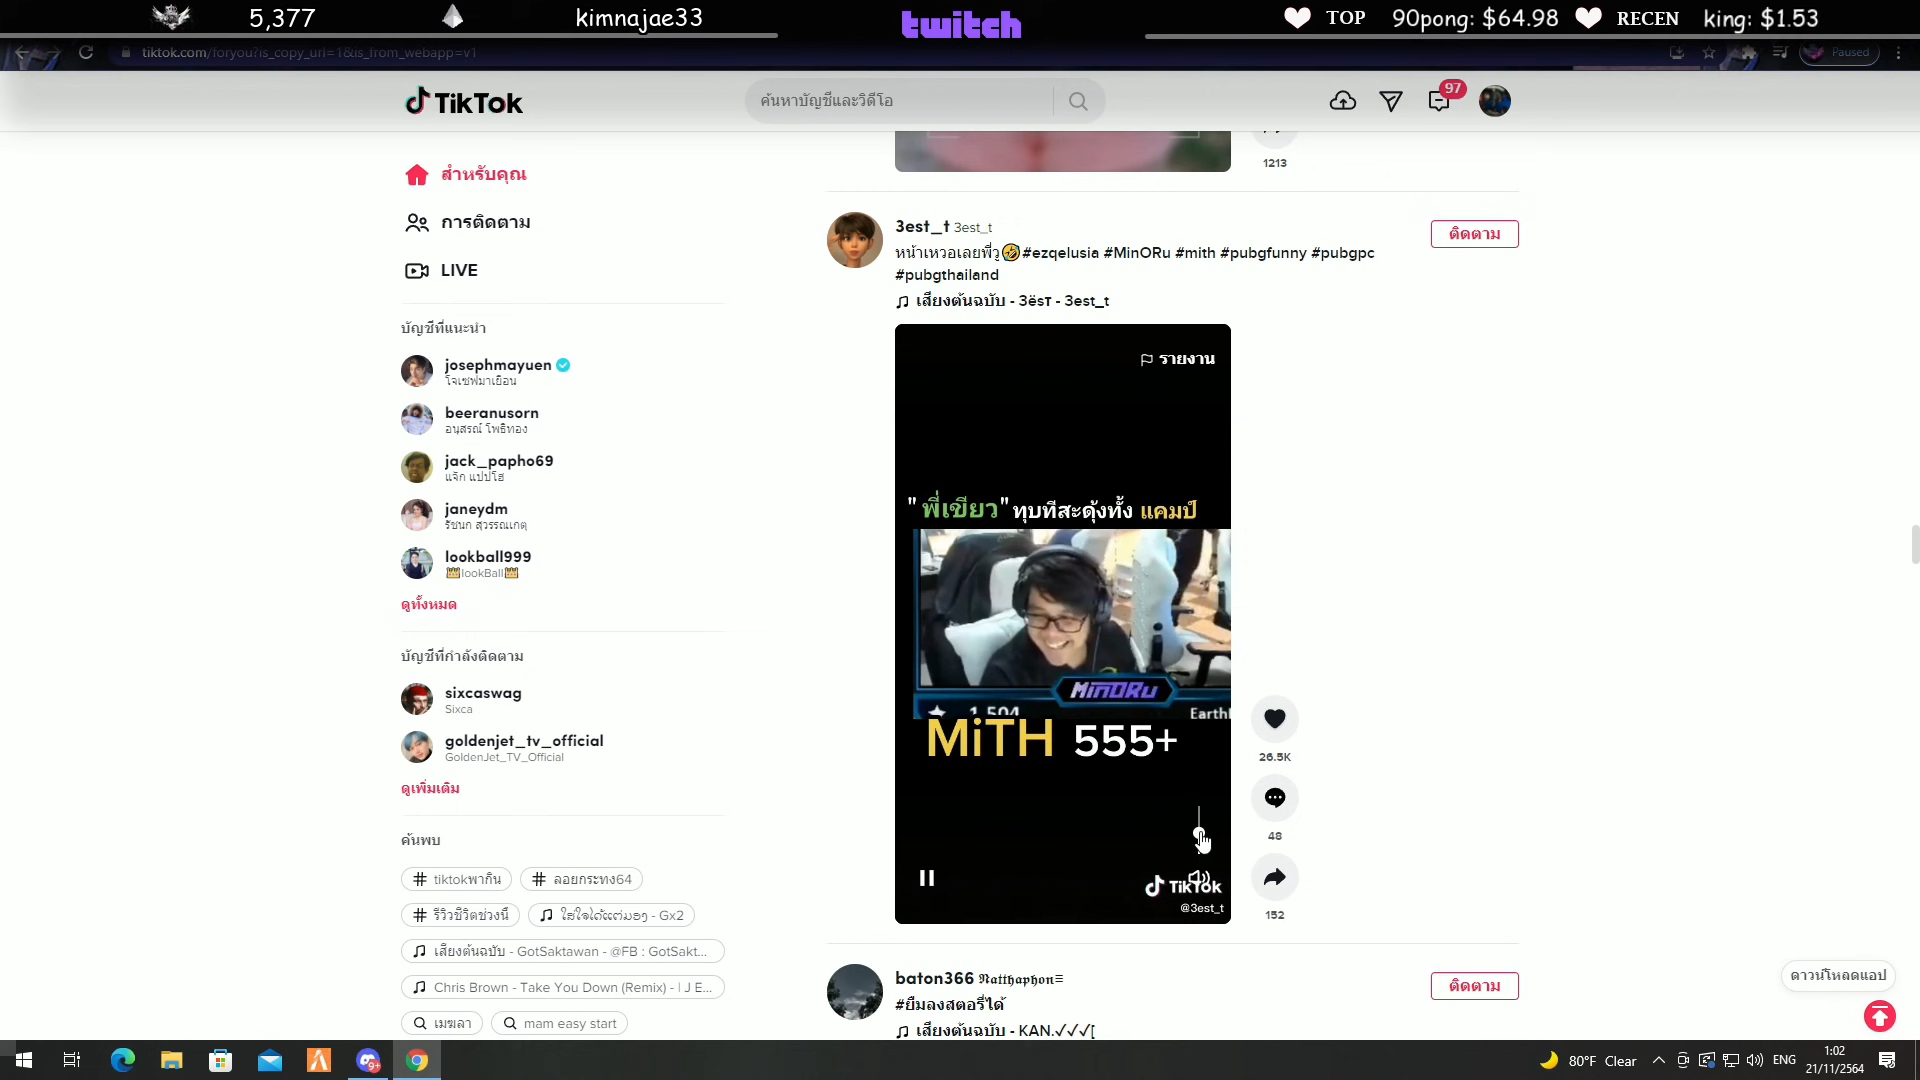 5,377
kimnajae33
twitch
TOP 90pong: $64.98
RECEN king: $1.53
tiktok.com/foryou?is_copy_url=1&is_from_webapp=v1
Paused
TikTok
ค้นหาบัญชีและวิดีโอ
97
สำหรับคุณ
การติดตาม
LIVE
บัญชีที่แนะนำ
josephmayuen
โจเซฟมาเยือน
beeranusorn
อนุสรณ์ โพธิทอง
jack_papho69
แจ๊ก แปปโฮ
janeydm
รัชนก สุวรรณเกตุ
lookball999
👑lookBall👑
ดูทั้งหมด
บัญชีที่กำลังติดตาม
sixcaswag
Sixca
goldenjet_tv_official
GoldenJet_TV_Official
ดูเพิ่มเติม
ค้นพบ
# tiktokพากิน
# ลอยกระทง64
# รีวิวชีวิตช่วงนี้
ใส่ใจได้แต่มอง - Gx2
เสียงต้นฉบับ - GotSaktawan - @FB : GotSakt...
Chris Brown - Take You Down (Remix) - I J E...
เมฆลา
mam easy start
1213
3est_t 3est_t
หน้าเหวอเลยพี่วู🤣#ezqelusia #MinORu #mith #pubgfunny #pubgpc
#pubgthailand
เสียงต้นฉบับ - 3ësт - 3est_t
ติดตาม
รายงาน
" พี่เขียว" ทุบทีสะดุ้งทั้ง แคมป์
MINORU
1,504
Earthl
MiTH 555+
TikTok
@3est_t
26.5K
48
152
baton366 𝕹𝖆𝖙𝖙𝖍𝖆𝖕𝖍𝖔𝖓≡
#ยืมลงสตอรี่ได้
เสียงต้นฉบับ - KAN.✓✓✓[
ติดตาม
ดาวน์โหลดแอป
9+
80°F Clear
ENG
1:02
21/11/2564